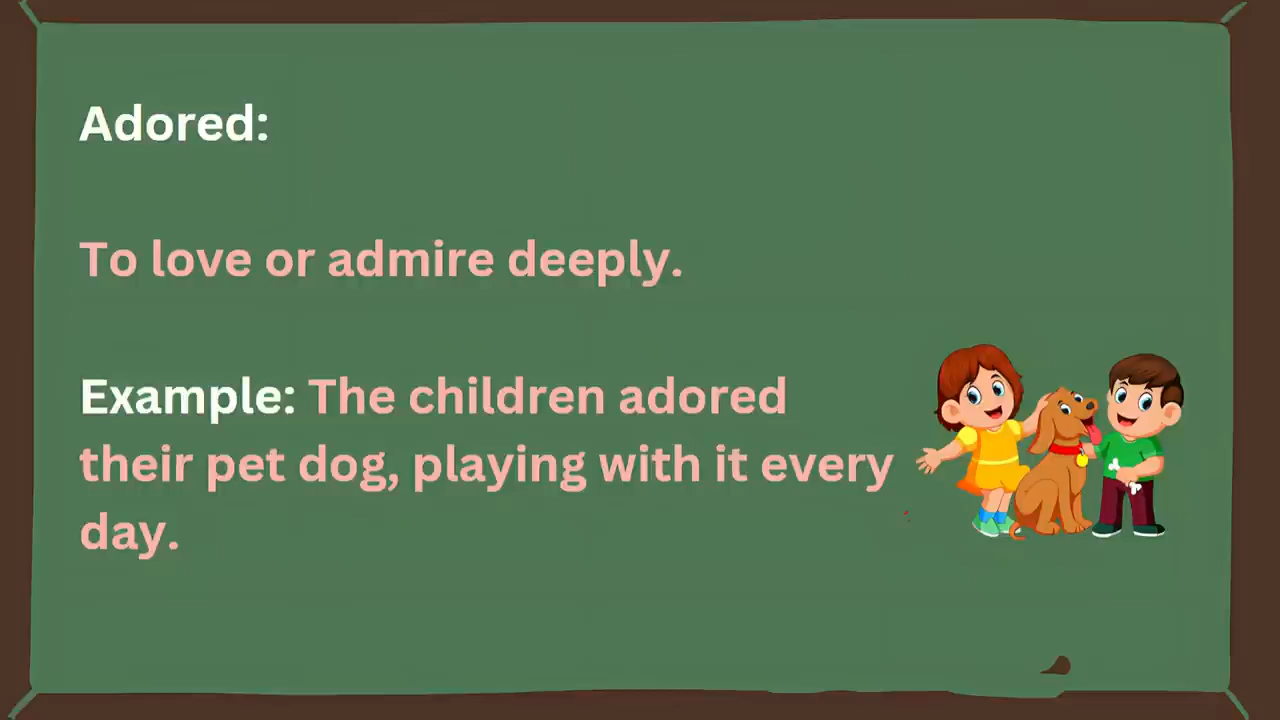 Adored:
To love or admire deeply.
Example: The children adored
their pet dog, playing with it every
day.